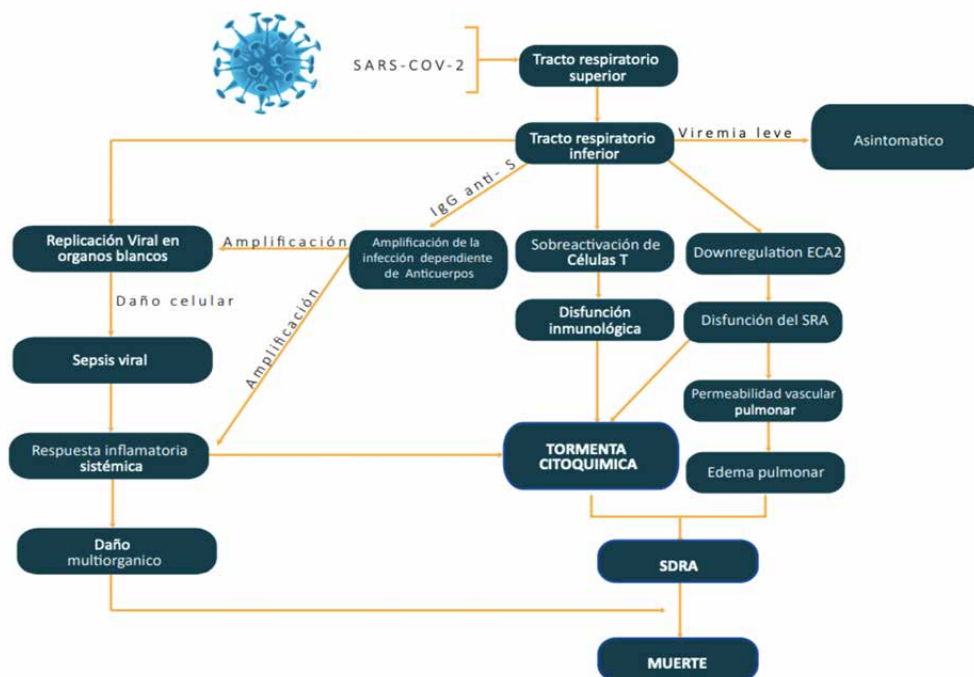 SARS-COV-2
Tracto respiratorio
superior
Tracto respiratorio
inferior
Viremia leve
Asintomatico
IgG anti- S
Replicación Viral en
organos blancos
Amplificación
Amplificación de la
infección dependiente
de Anticuerpos
Sobreactivación de
Células T
Downregulation ECA2
Daño celular
Amplificación
Disfunción
inmunológica
Disfunción del SRA
Sepsis viral
Permeabilidad vascular
pulmonar
Respuesta inflamatoria
sistémica
TORMENTA
CITOQUIMICA
Edema pulmonar
Daño
multiorganico
SDRA
MUERTE